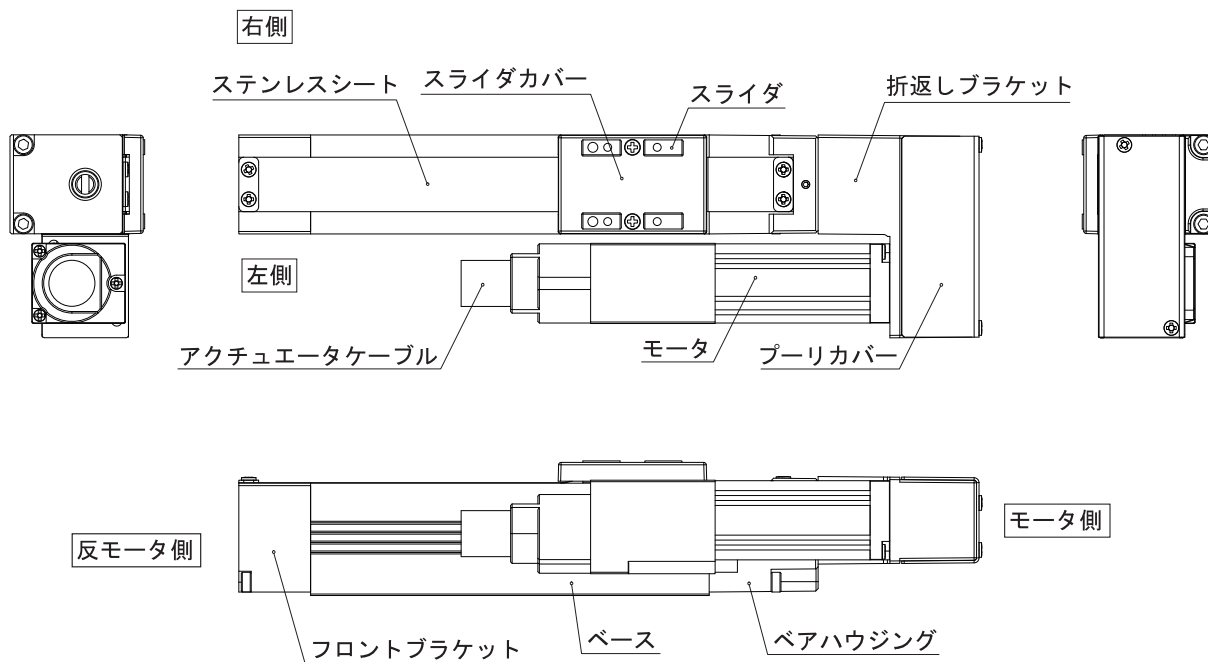 右側
ステンレスシート
スライダカバー
スライダ
折返しブラケット
左側
アクチュエータケーブル
モータ
プーリカバー
反モータ側
モータ側
フロントブラケット
ベース
ベアハウジング